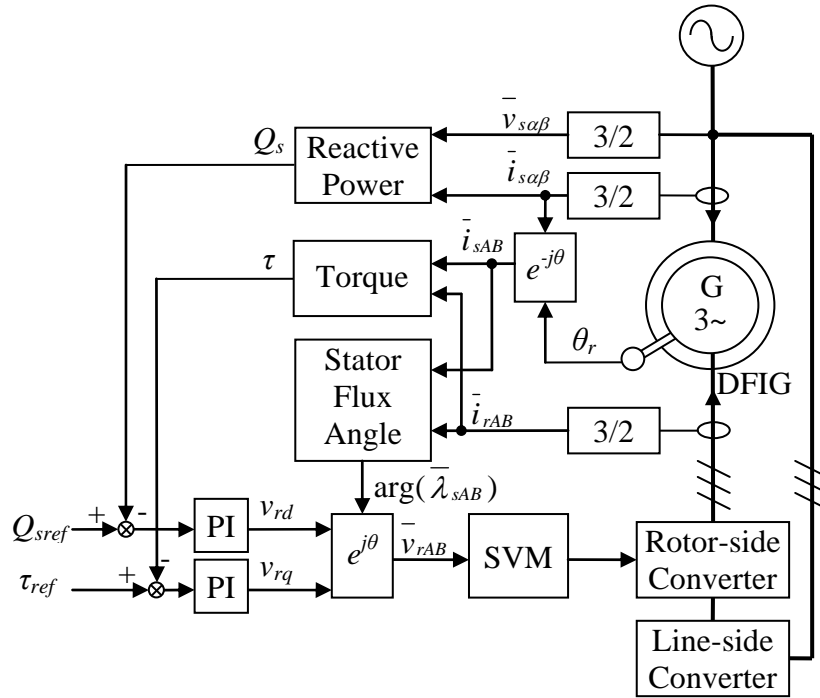 v̄sαβ
3/2
Qs
Reactive
Power
īsαβ
3/2
īsAB
e-jθ
τ
Torque
G
3~
θr
DFIG
Stator
Flux
Angle
īrAB
3/2
arg(λ̄sAB)
Qsref
+
-
PI
vrd
ejθ
v̄rAB
SVM
Rotor-side
Converter
τref
+
-
PI
vrq
Line-side
Converter